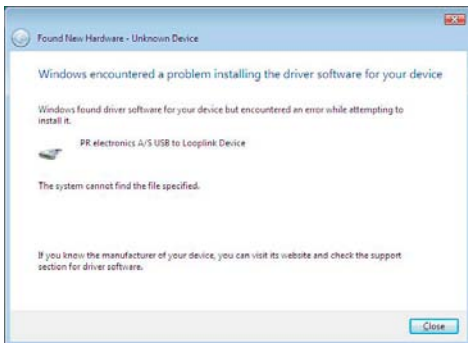 Found New Hardware - Unknown Device
Windows encountered a problem installing the driver software for your device
Windows found driver software for your device but encountered an error while attempting to
install it.
PR electronics A/S USB to Looplink Device
The system cannot find the file specified.
If you know the manufacturer of your device, you can visit its website and check the support
section for driver software.
Close